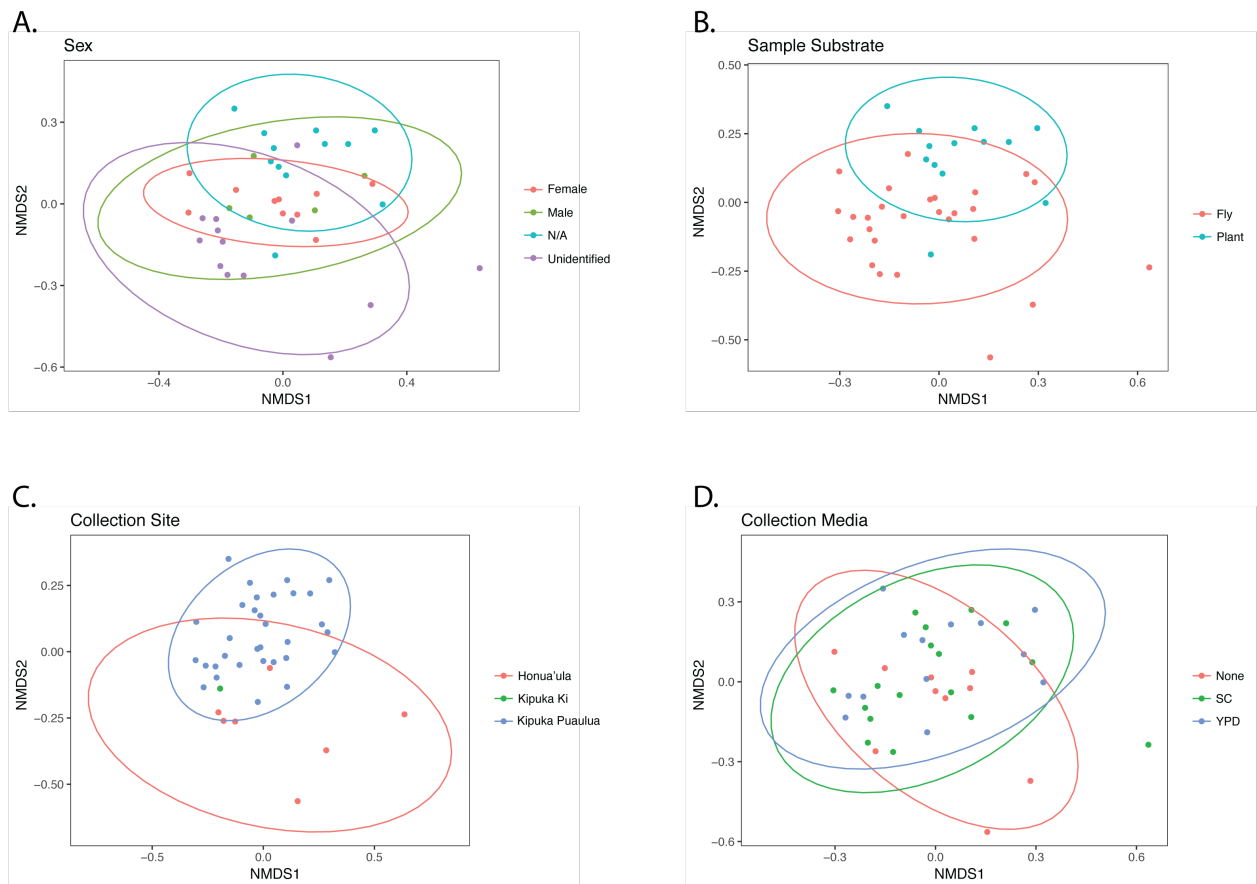 A.
Sex
0.3
0.0
−0.3
−0.6
NMDS2
−0.4
0.0
0.4
NMDS1
Female
Male
N/A
Unidentified
B.
Sample Substrate
0.50
0.25
0.00
−0.25
−0.50
NMDS2
−0.3
0.0
0.3
0.6
NMDS1
Fly
Plant
C.
Collection Site
0.25
0.00
−0.25
−0.50
NMDS2
−0.5
0.0
0.5
NMDS1
Honua'ula
Kipuka Ki
Kipuka Puaulua
D.
Collection Media
0.3
0.0
−0.3
−0.6
NMDS2
−0.3
0.0
0.3
0.6
NMDS1
None
SC
YPD